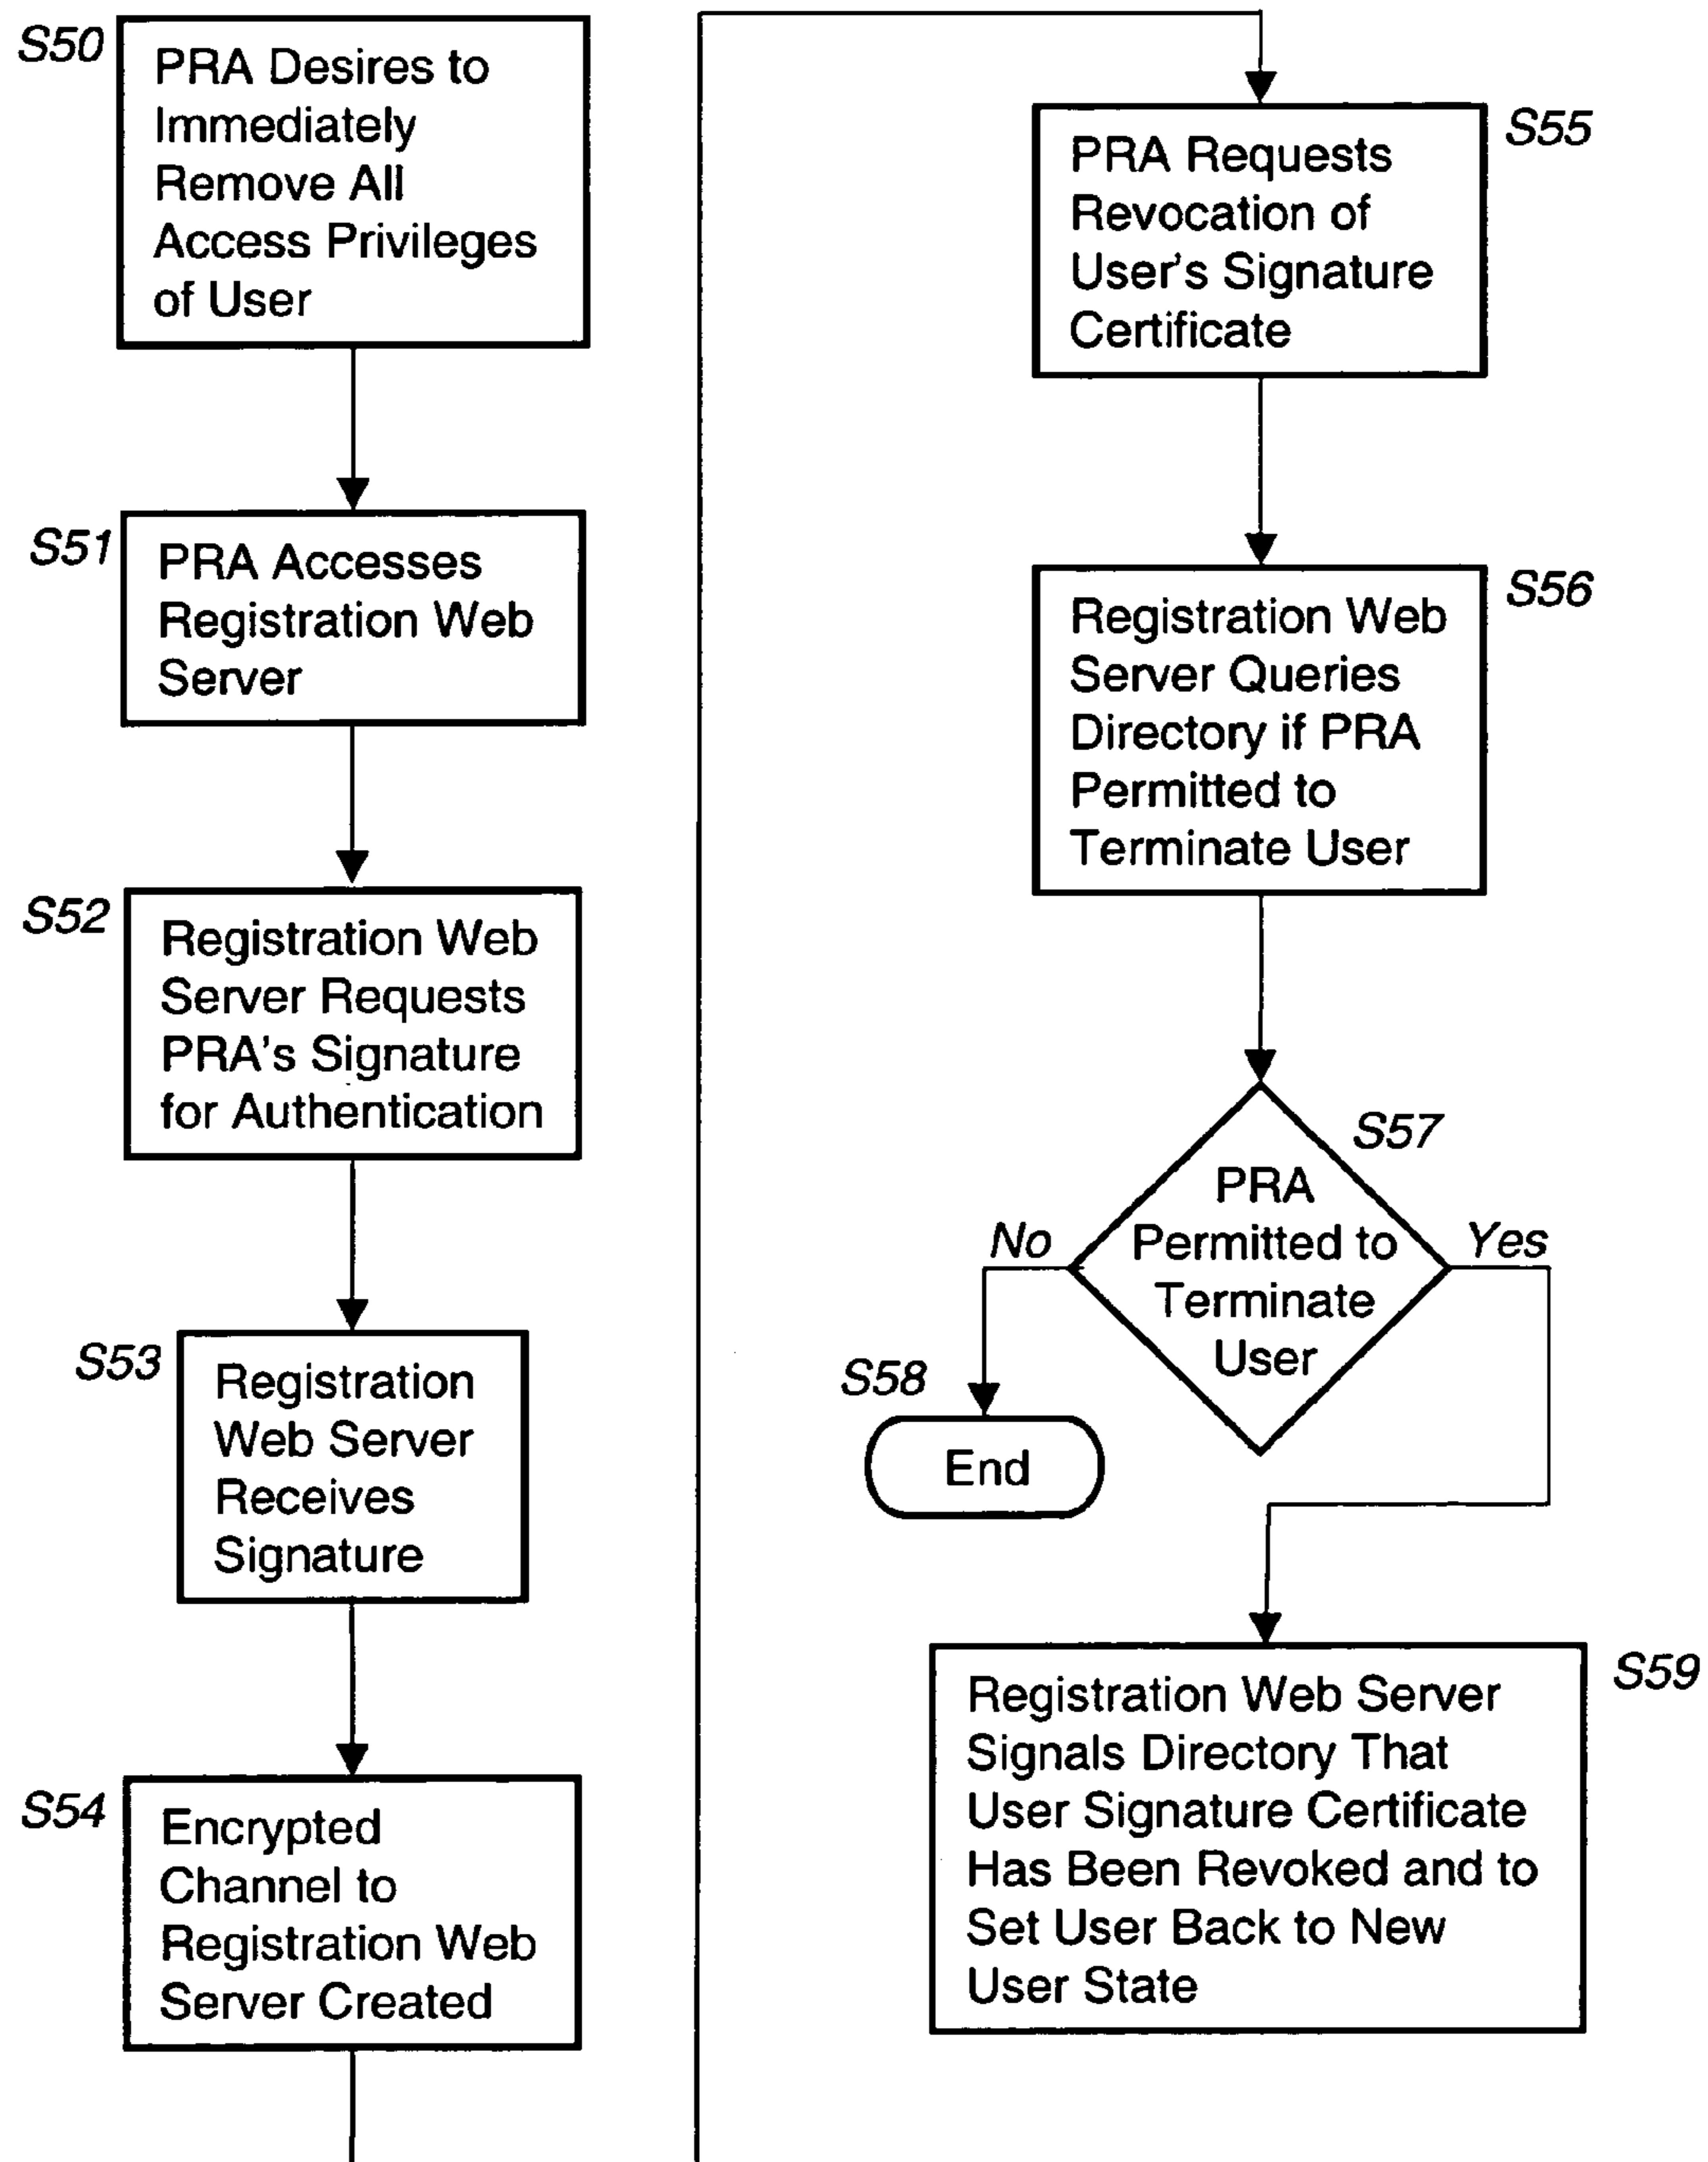 S50
PRA Desires to
Immediately
Remove All
Access Privileges
of User
S51
PRA Accesses
Registration Web
Server
S52
Registration Web
Server Requests
PRA's Signature
for Authentication
S53
Registration
Web Server
Receives
Signature
S54
Encrypted
Channel to
Registration Web
Server Created
S55
PRA Requests
Revocation of
User's Signature
Certificate
S56
Registration Web
Server Queries
Directory if PRA
Permitted to
Terminate User
S57
PRA
Permitted to
Terminate
User
No
Yes
S58
End
S59
Registration Web Server
Signals Directory That
User Signature Certificate
Has Been Revoked and to
Set User Back to New
User State